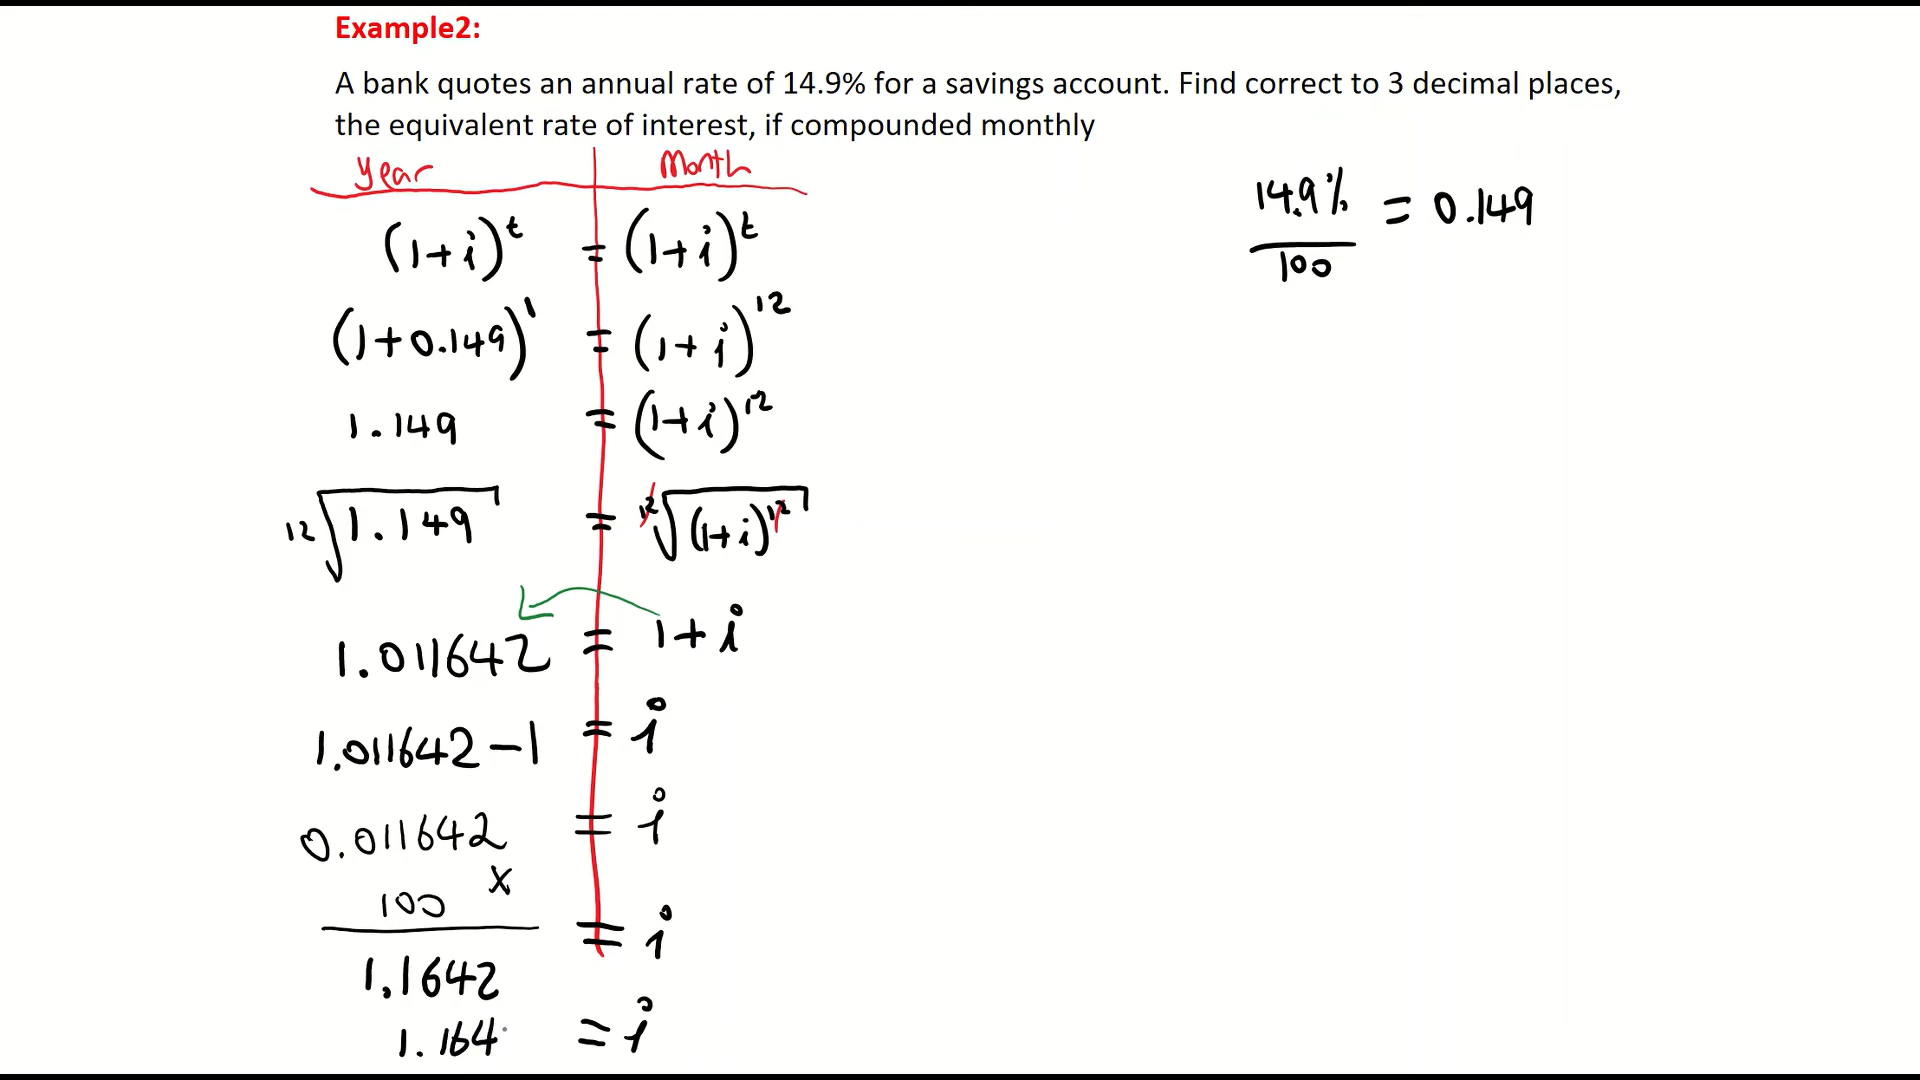 Example2:
A bank quotes an annual rate of 14.9% for a savings account. Find correct to 3 decimal places,
the equivalent rate of interest, if compounded monthly
year month
(1+i)^t = (1+i)^t
(1+0.149)^1 = (1+i)^12
1.149 = (1+i)^12
12√1.149 = 12√(1+i)^12
1.011642 = 1+i
1.011642-1 = i
0.011642 = i
100 x
1.1642 = i
1.164 = i
14.9% / 100 = 0.149